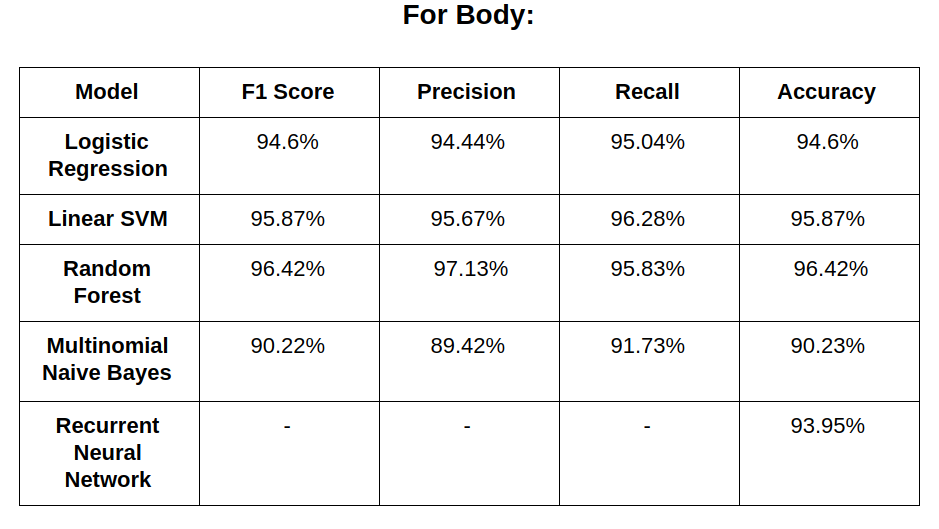 For Body:
Model F1 Score Precision Recall Accuracy
Logistic 94.6% 94.44% 95.04% 94.6%
Regression
Linear SVM 95.87% 95.67% 96.28% 95.87%
Random 96.42% 97.13% 95.83% 96.42%
Forest
Multinomial 90.22% 89.42% 91.73% 90.23%
Naive Bayes
Recurrent - - - 93.95%
Neural
Network